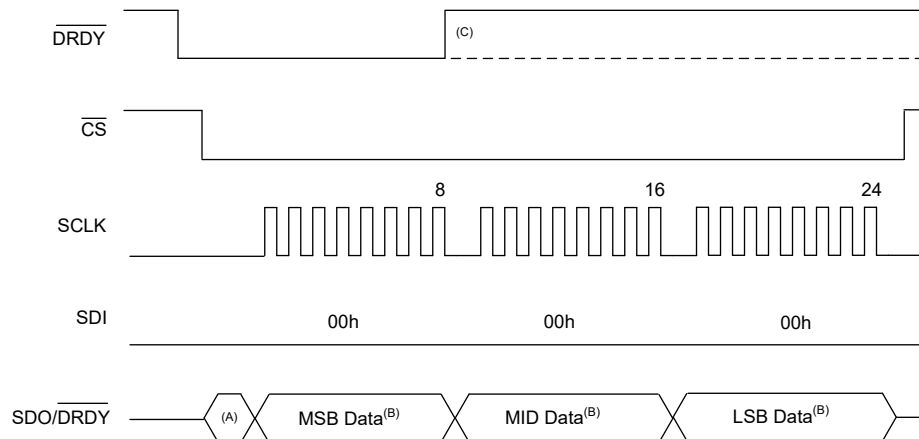 DRDY
(C)
CS
8 16 24
SCLK
SDI
00h 00h 00h
SDO/DRDY
(A) MSB Data(B) MID Data(B) LSB Data(B)